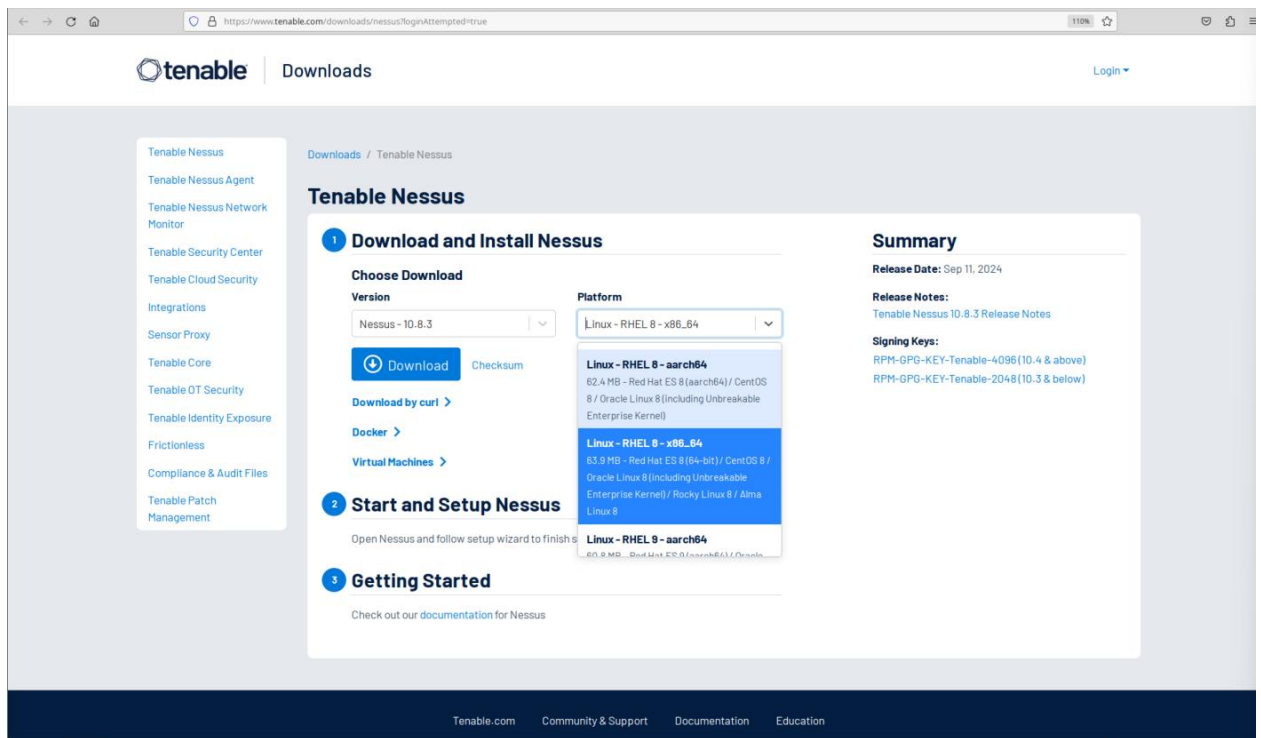 https://www.tenable.com/downloads/nessus?loginAttempted=true
110%
tenable
Downloads
Login
Tenable Nessus
Tenable Nessus Agent
Tenable Nessus Network
Monitor
Tenable Security Center
Tenable Cloud Security
Integrations
Sensor Proxy
Tenable Core
Tenable OT Security
Tenable Identity Exposure
Frictionless
Compliance & Audit Files
Tenable Patch
Management
Downloads / Tenable Nessus
Tenable Nessus
1 Download and Install Nessus
Choose Download
Version
Nessus - 10.8.3
Platform
Linux - RHEL 8 - x86_64
Download
Checksum
Linux - RHEL 8 - aarch64
62.4 MB - Red Hat ES 8 (aarch64) / CentOS
8 / Oracle Linux 8 (including Unbreakable
Enterprise Kernel)
Linux - RHEL 8 - x86_64
63.9 MB - Red Hat ES 8 (64-bit) / CentOS 8 /
Oracle Linux 8 (including Unbreakable
Enterprise Kernel) / Rocky Linux 8 / Alma
Linux 8
Linux - RHEL 9 - aarch64
60.8 MB - Red Hat ES 9 (aarch64) / Oracle
Download by curl
Docker
Virtual Machines
2 Start and Setup Nessus
Open Nessus and follow setup wizard to finish s
3 Getting Started
Check out our documentation for Nessus
Summary
Release Date: Sep 11, 2024
Release Notes:
Tenable Nessus 10.8.3 Release Notes
Signing Keys:
RPM-GPG-KEY-Tenable-4096 (10.4 & above)
RPM-GPG-KEY-Tenable-2048 (10.3 & below)
Tenable.com Community & Support Documentation Education